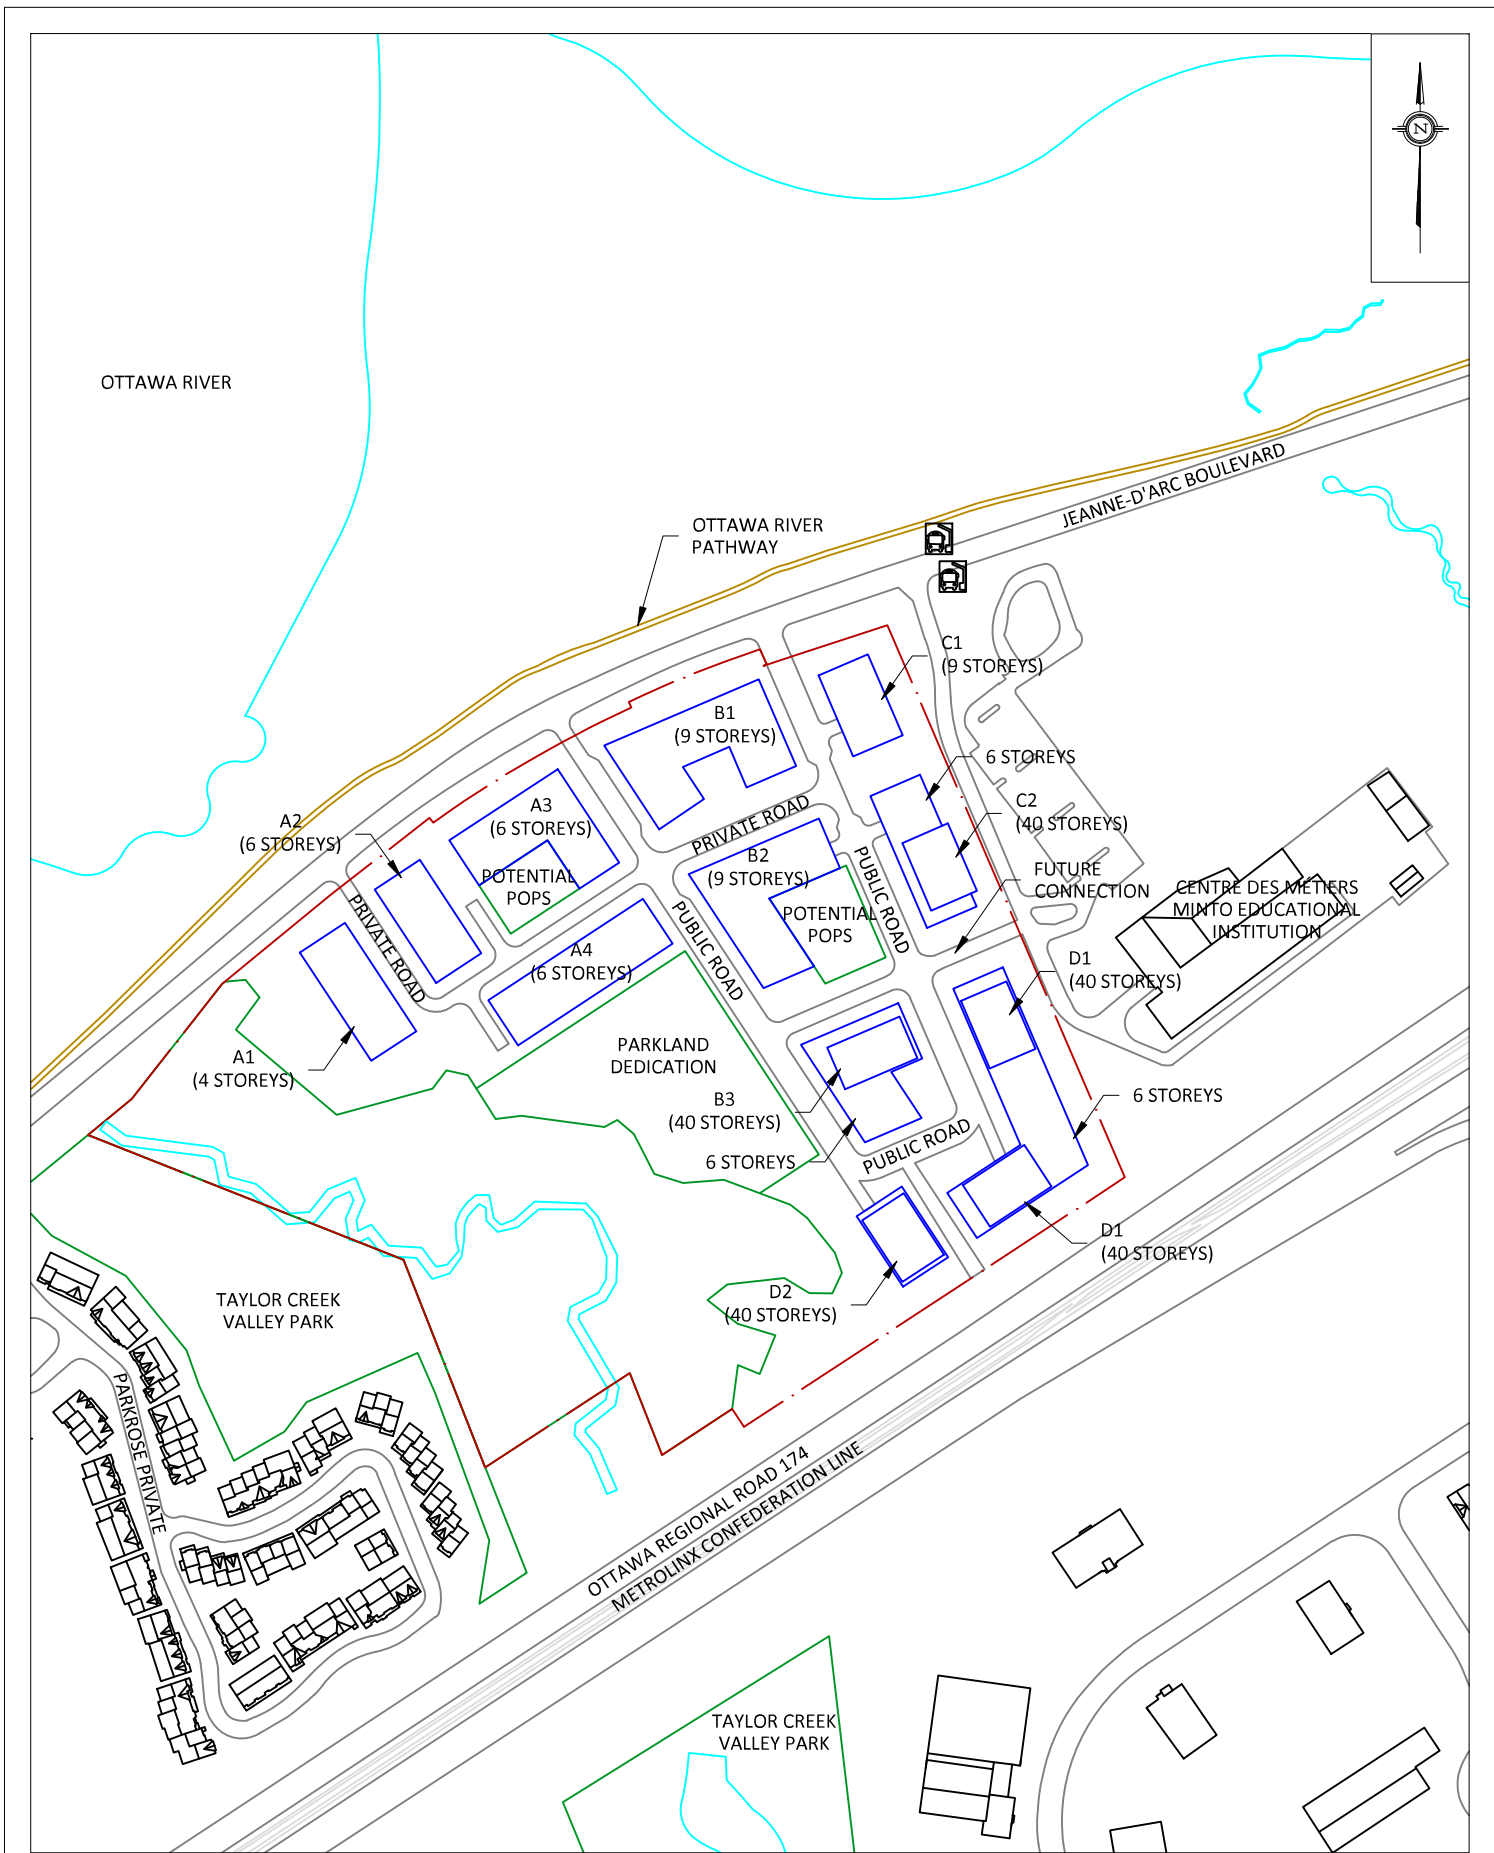 N
OTTAWA RIVER
JEANNE-D'ARC BOULEVARD
OTTAWA RIVER
PATHWAY
C1
(9 STOREYS)
B1
(9 STOREYS)
6 STOREYS
A3
(6 STOREYS)
C2
(40 STOREYS)
A2
(6 STOREYS)
PRIVATE ROAD
B2
(9 STOREYS)
FUTURE
CONNECTION
POTENTIAL
POPS
PUBLIC ROAD
CENTRE DES MÉTIERS
MINTO EDUCATIONAL
INSTITUTION
POTENTIAL
POPS
PRIVATE ROAD
PUBLIC ROAD
A4
(6 STOREYS)
D1
(40 STOREYS)
PARKLAND
DEDICATION
A1
(4 STOREYS)
B3
(40 STOREYS)
6 STOREYS
6 STOREYS
PUBLIC ROAD
D1
(40 STOREYS)
D2
(40 STOREYS)
TAYLOR CREEK
VALLEY PARK
PARKROSE PRIVATE
OTTAWA REGIONAL ROAD 174
METROLINX CONFEDERATION LINE
TAYLOR CREEK
VALLEY PARK